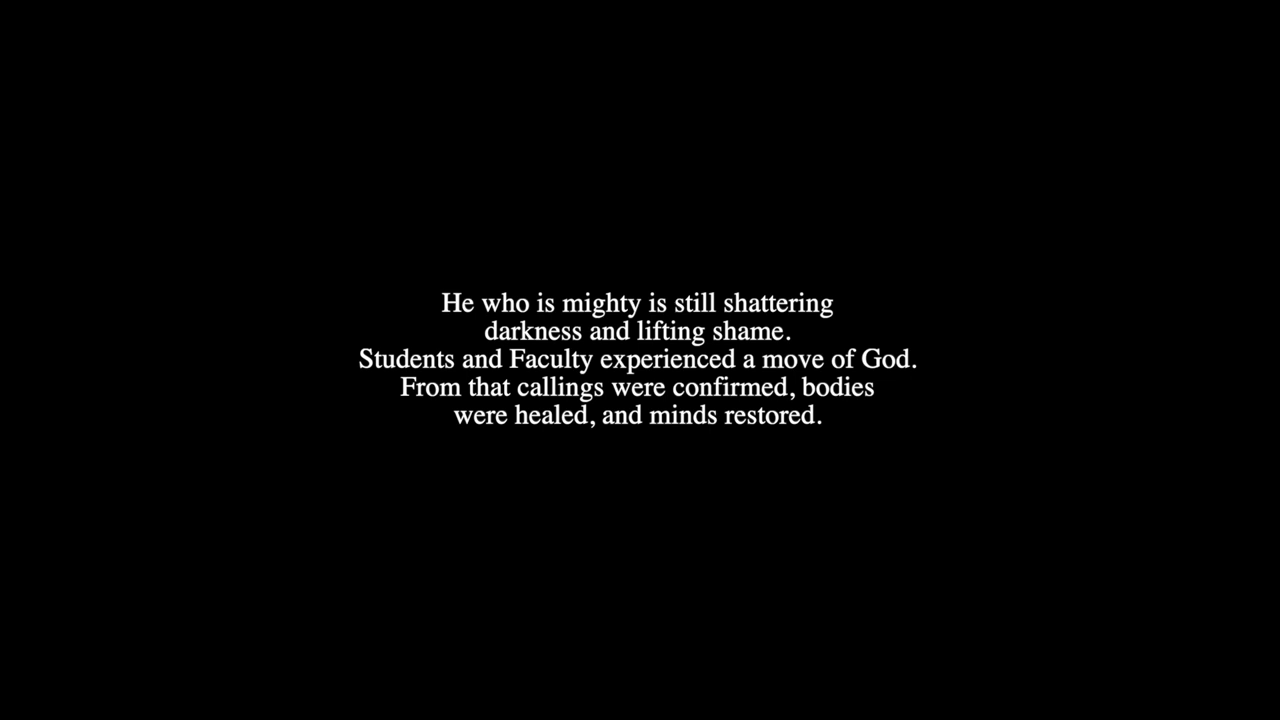 He who is mighty is still shattering
darkness and lifting shame.
Students and Faculty experienced a move of God.
From that callings were confirmed, bodies
were healed, and minds restored.